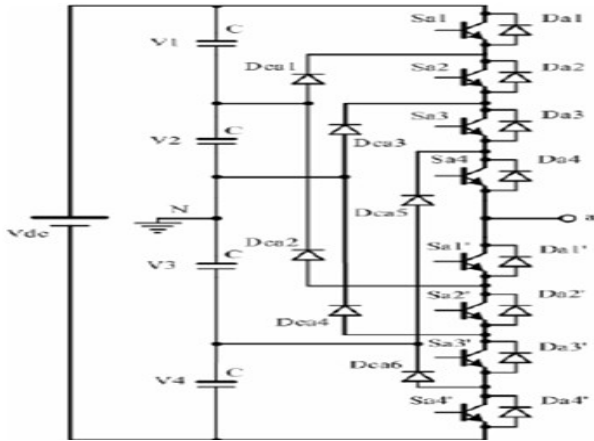 Sa1 Da1
C
V1
Dca1 Sa2 Da2
C
V2
Dca3 Sa3 Da3
Sa4 Da4
N
Dca5
a
Vdc
Dca2 Sa1' Da1'
C
V3
Dca4 Sa2' Da2'
Sa3' Da3'
C
V4
Dca6
Sa4' Da4'